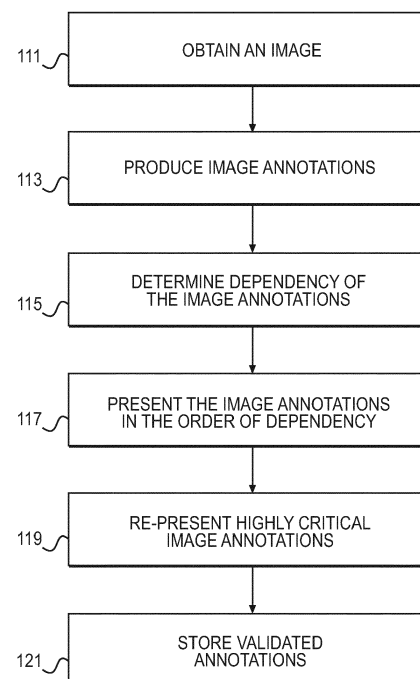 111
OBTAIN AN IMAGE
113
PRODUCE IMAGE ANNOTATIONS
115
DETERMINE DEPENDENCY OF
THE IMAGE ANNOTATIONS
117
PRESENT THE IMAGE ANNOTATIONS
IN THE ORDER OF DEPENDENCY
119
RE-PRESENT HIGHLY CRITICAL
IMAGE ANNOTATIONS
121
STORE VALIDATED
ANNOTATIONS